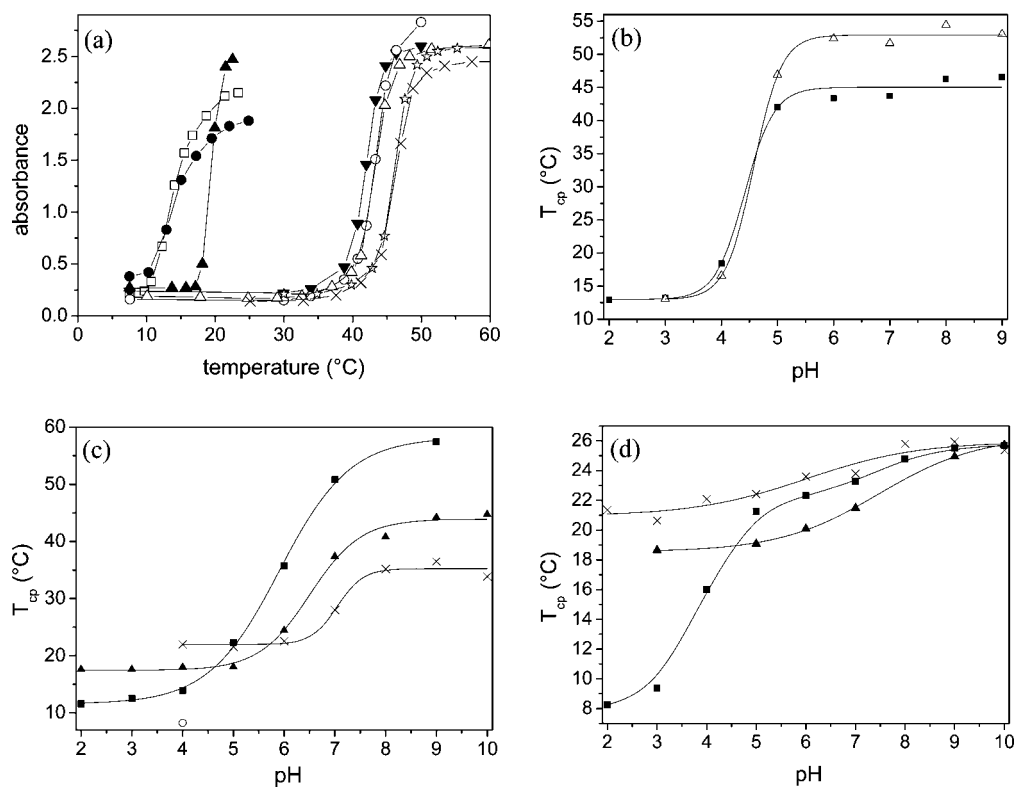 (a)
absorbance
2.5
2.0
1.5
1.0
0.5
0.0
0 10 20 30 40 50 60
temperature (°C)
(b)
T_cp (°C)
55
50
45
40
35
30
25
20
15
10
2 3 4 5 6 7 8 9
pH
(c)
T_cp (°C)
60
50
40
30
20
10
2 3 4 5 6 7 8 9 10
pH
(d)
T_cp (°C)
26
24
22
20
18
16
14
12
10
8
2 3 4 5 6 7 8 9 10
pH